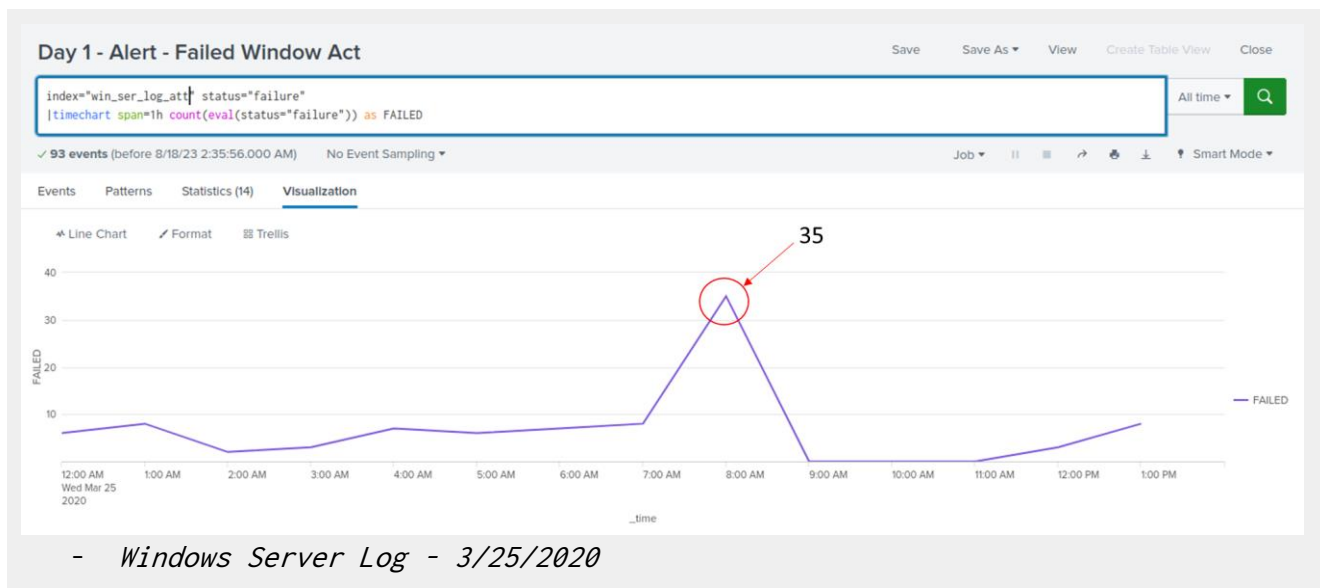 Day 1 - Alert - Failed Window Act
Save Save As ▾ View Create Table View Close
index="win_ser_log_att" status="failure"
|timechart span=1h count(eval(status="failure")) as FAILED
All time ▾
✓ 93 events (before 8/18/23 2:35:56.000 AM) No Event Sampling ▾
Job ▾ Smart Mode ▾
Events Patterns Statistics (14) Visualization
Line Chart Format Trellis
35
40
30
20
10
FAILED
FAILED
12:00 AM 1:00 AM 2:00 AM 3:00 AM 4:00 AM 5:00 AM 6:00 AM 7:00 AM 8:00 AM 9:00 AM 10:00 AM 11:00 AM 12:00 PM 1:00 PM
Wed Mar 25
2020
_time
- Windows Server Log - 3/25/2020